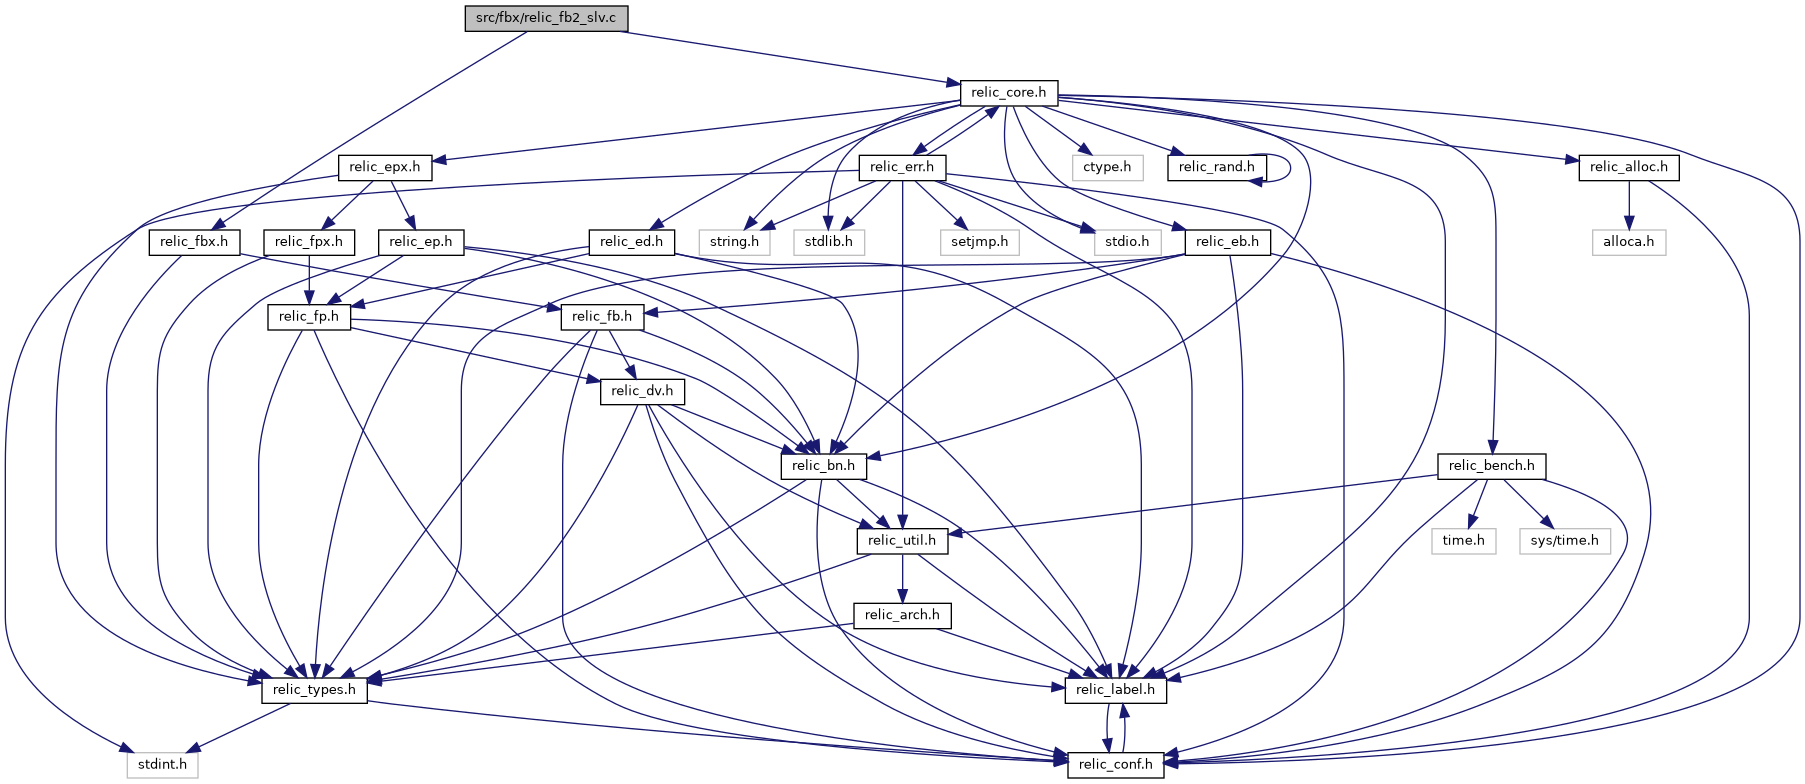 src/fbx/relic_fb2_slv.c
relic_core.h
relic_epx.h
relic_err.h
ctype.h
relic_rand.h
relic_alloc.h
relic_fbx.h
relic_fpx.h
relic_ep.h
relic_ed.h
string.h
stdlib.h
setjmp.h
stdio.h
relic_eb.h
alloca.h
relic_fp.h
relic_fb.h
relic_dv.h
relic_bn.h
relic_bench.h
relic_util.h
time.h
sys/time.h
relic_arch.h
relic_types.h
relic_label.h
stdint.h
relic_conf.h